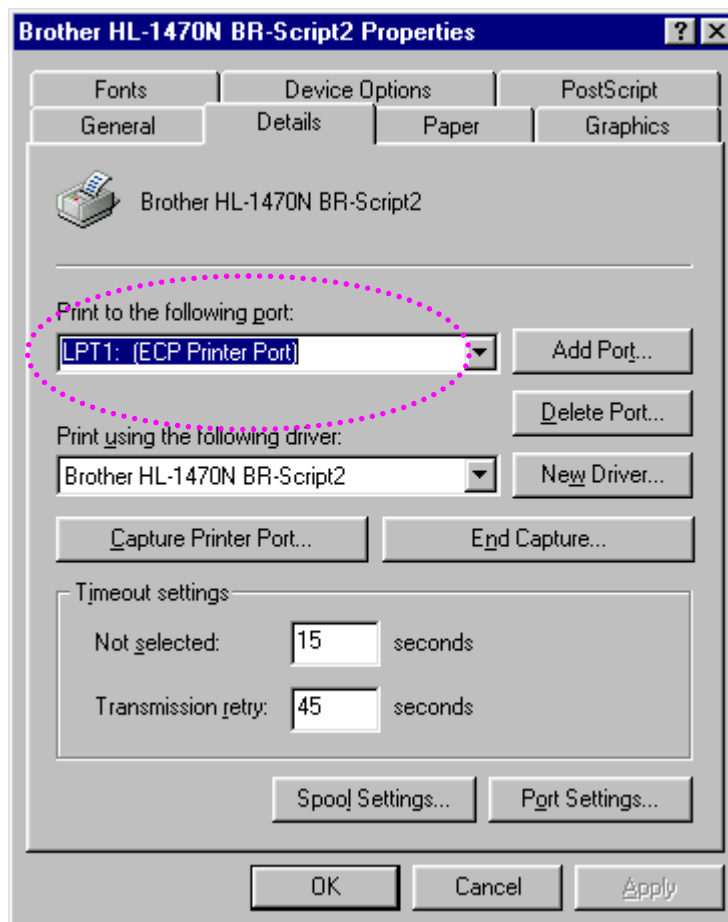 Brother HL-1470N BR-Script2 Properties
Fonts Device Options PostScript
General Details Paper Graphics
Brother HL-1470N BR-Script2
Print to the following port:
LPT1: (ECP Printer Port) Add Port...
Delete Port...
Print using the following driver:
Brother HL-1470N BR-Script2 New Driver...
Capture Printer Port... End Capture...
Timeout settings
Not selected: 15 seconds
Transmission retry: 45 seconds
Spool Settings... Port Settings...
OK Cancel Apply